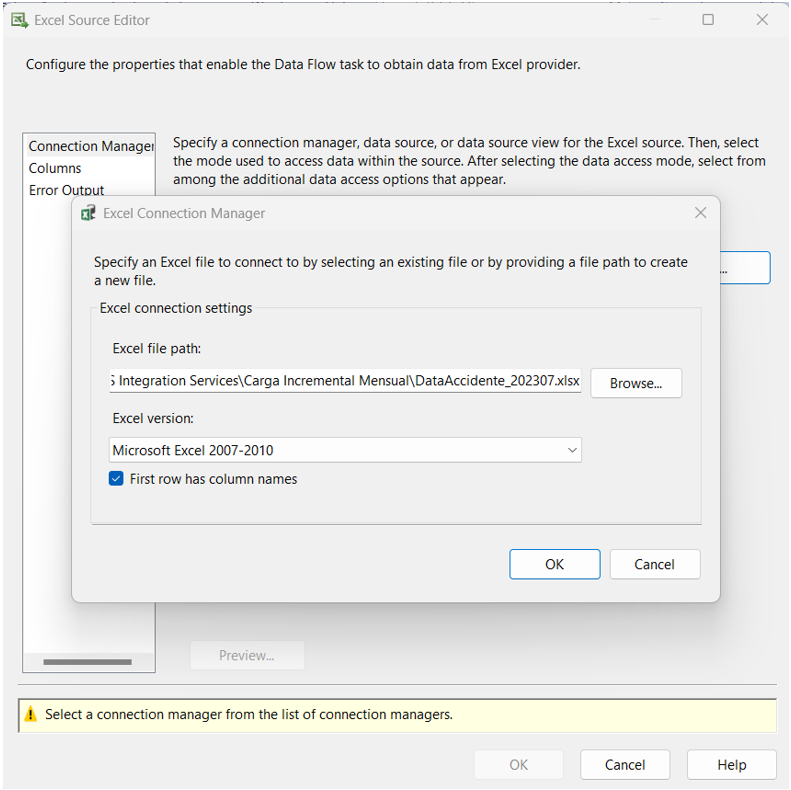 Excel Source Editor
Configure the properties that enable the Data Flow task to obtain data from Excel provider.
Connection Manager
Columns
Error Output
Specify a connection manager, data source, or data source view for the Excel source. Then, select
the mode used to access data within the source. After selecting the data access mode, select from
among the additional data access options that appear.
...
Excel Connection Manager
Specify an Excel file to connect to by selecting an existing file or by providing a file path to create
a new file.
Excel connection settings
Excel file path:
S Integration Services\Carga Incremental Mensual\DataAccidente_202307.xlsx
Browse...
Excel version:
Microsoft Excel 2007-2010
First row has column names
OK
Cancel
Preview...
Select a connection manager from the list of connection managers.
OK
Cancel
Help